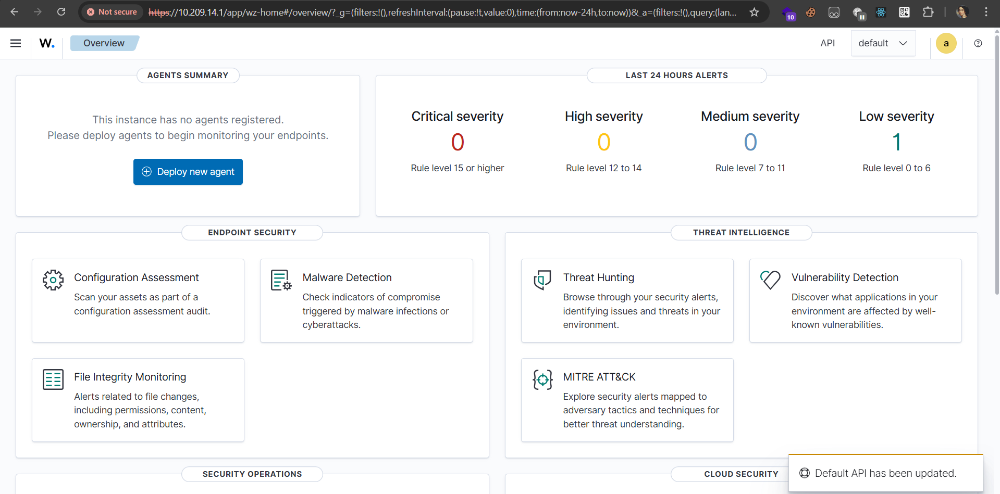 Not secure
https://10.209.14.1/app/wz-home#/overview/?_g=(filters:!(),refreshInterval:(pause:!t,value:0),time:(from:now-24h,to:now))&_a=(filters:!(),query:(lan...
10
W.
Overview
API
default
a
AGENTS SUMMARY
This instance has no agents registered.
Please deploy agents to begin monitoring your endpoints.
Deploy new agent
LAST 24 HOURS ALERTS
Critical severity
0
Rule level 15 or higher
High severity
0
Rule level 12 to 14
Medium severity
0
Rule level 7 to 11
Low severity
1
Rule level 0 to 6
ENDPOINT SECURITY
Configuration Assessment
Scan your assets as part of a
configuration assessment audit.
Malware Detection
Check indicators of compromise
triggered by malware infections or
cyberattacks.
File Integrity Monitoring
Alerts related to file changes,
including permissions, content,
ownership, and attributes.
THREAT INTELLIGENCE
Threat Hunting
Browse through your security alerts,
identifying issues and threats in your
environment.
Vulnerability Detection
Discover what applications in your
environment are affected by well-
known vulnerabilities.
MITRE ATT&CK
Explore security alerts mapped to
adversary tactics and techniques for
better threat understanding.
SECURITY OPERATIONS
CLOUD SECURITY
Default API has been updated.